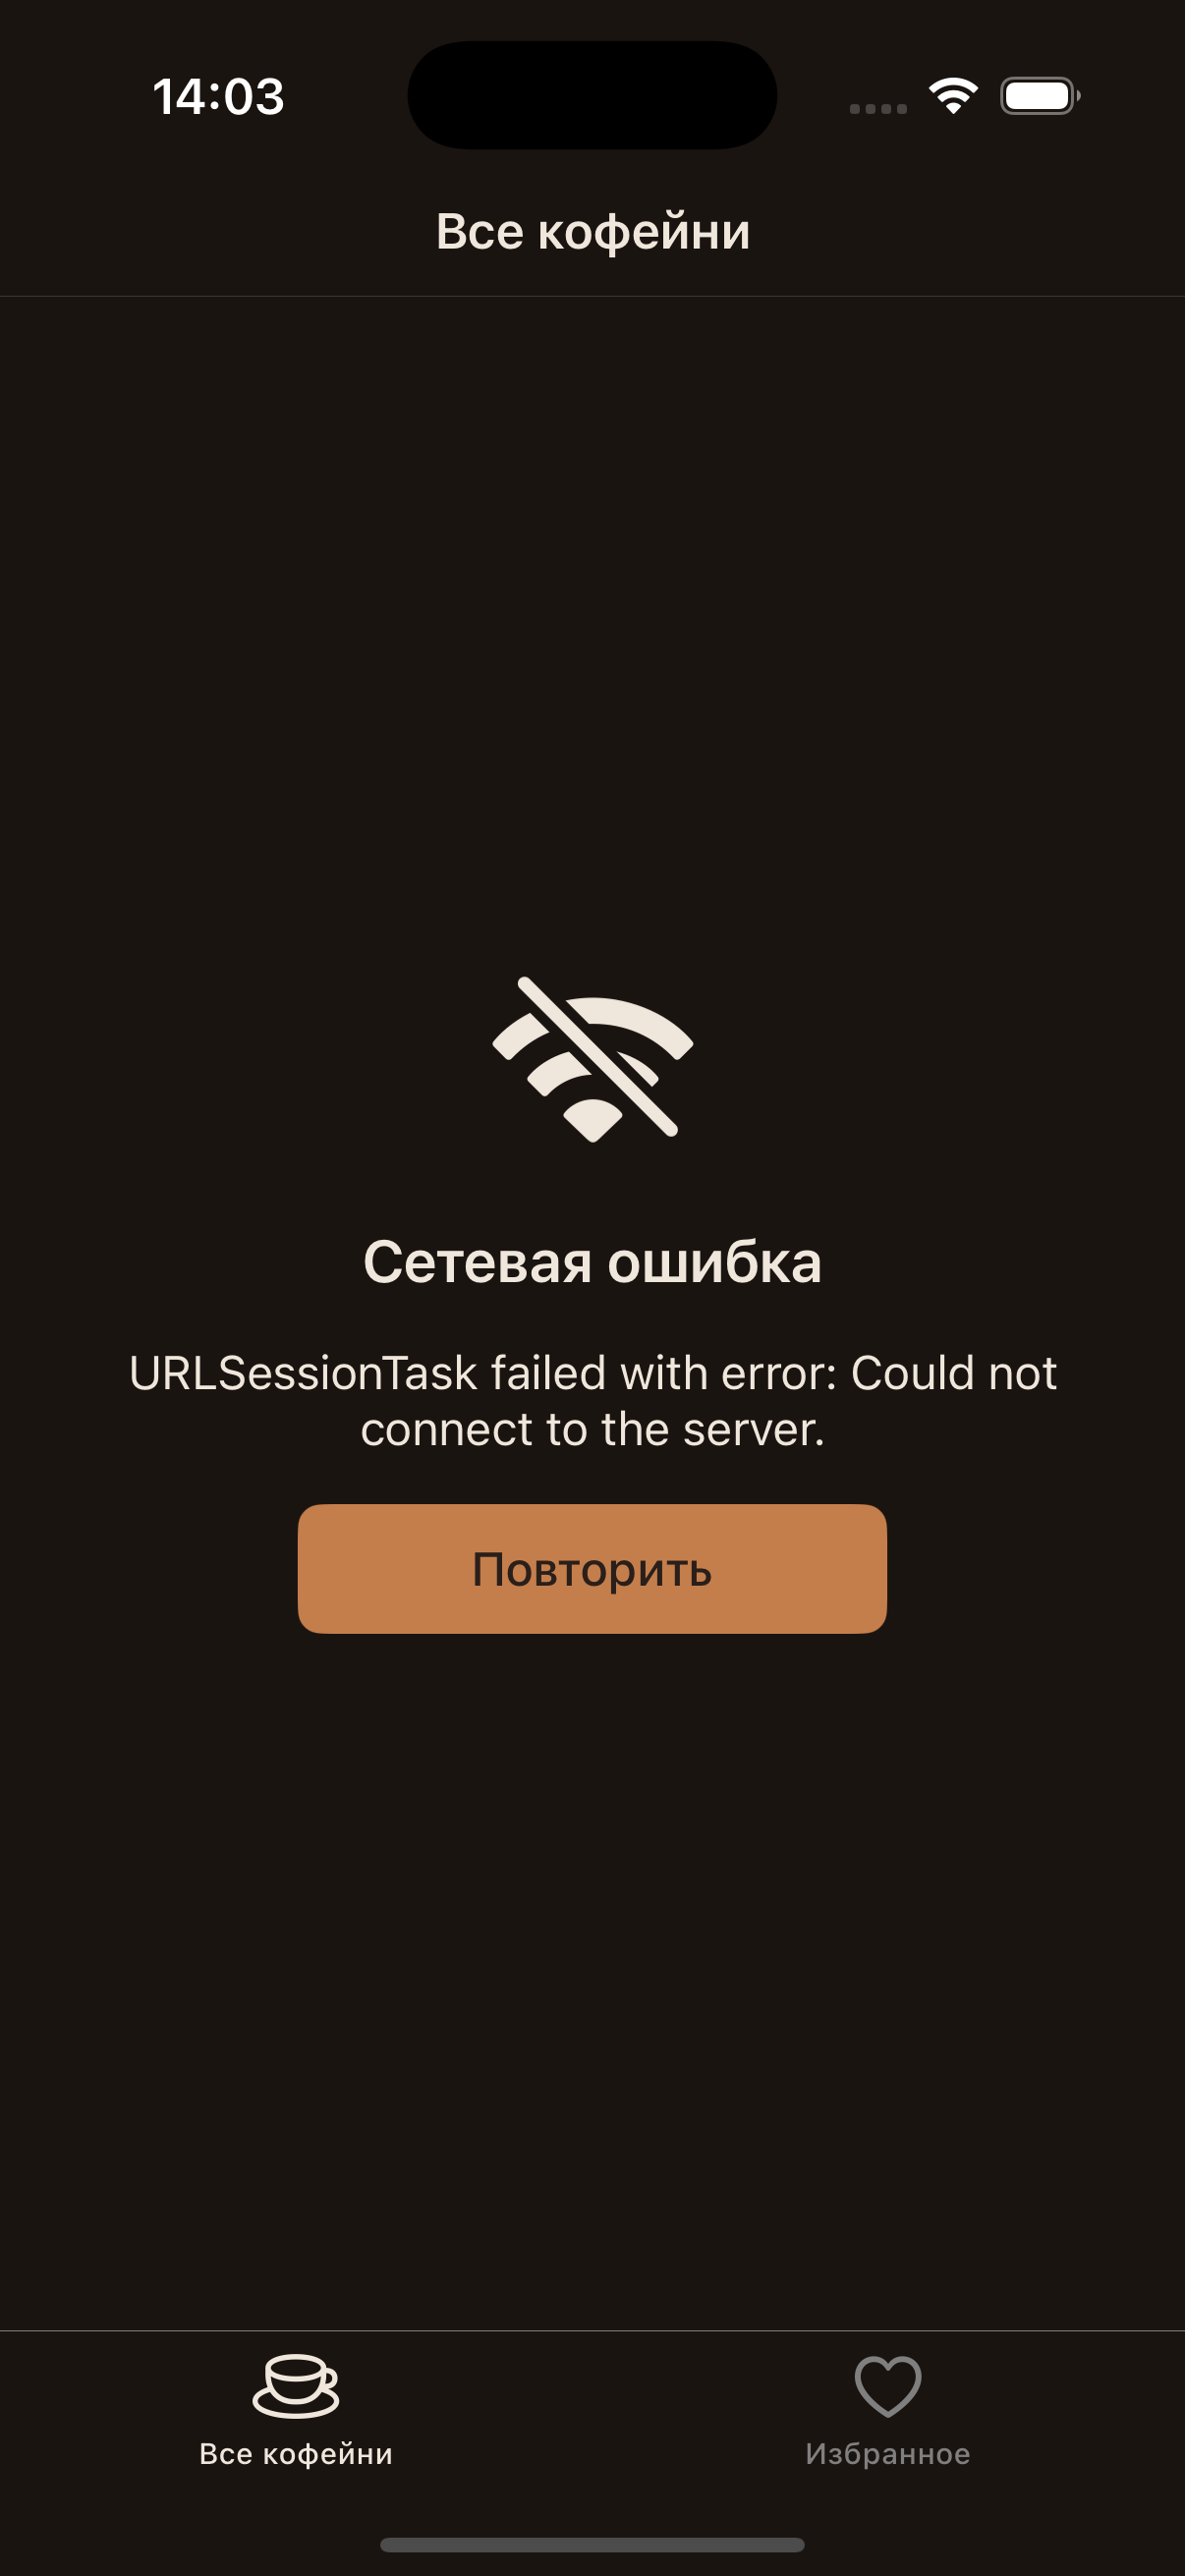 14:03
Все кофейни
Сетевая ошибка
URLSessionTask failed with error: Could not
connect to the server.
Повторить
Все кофейни
Избранное